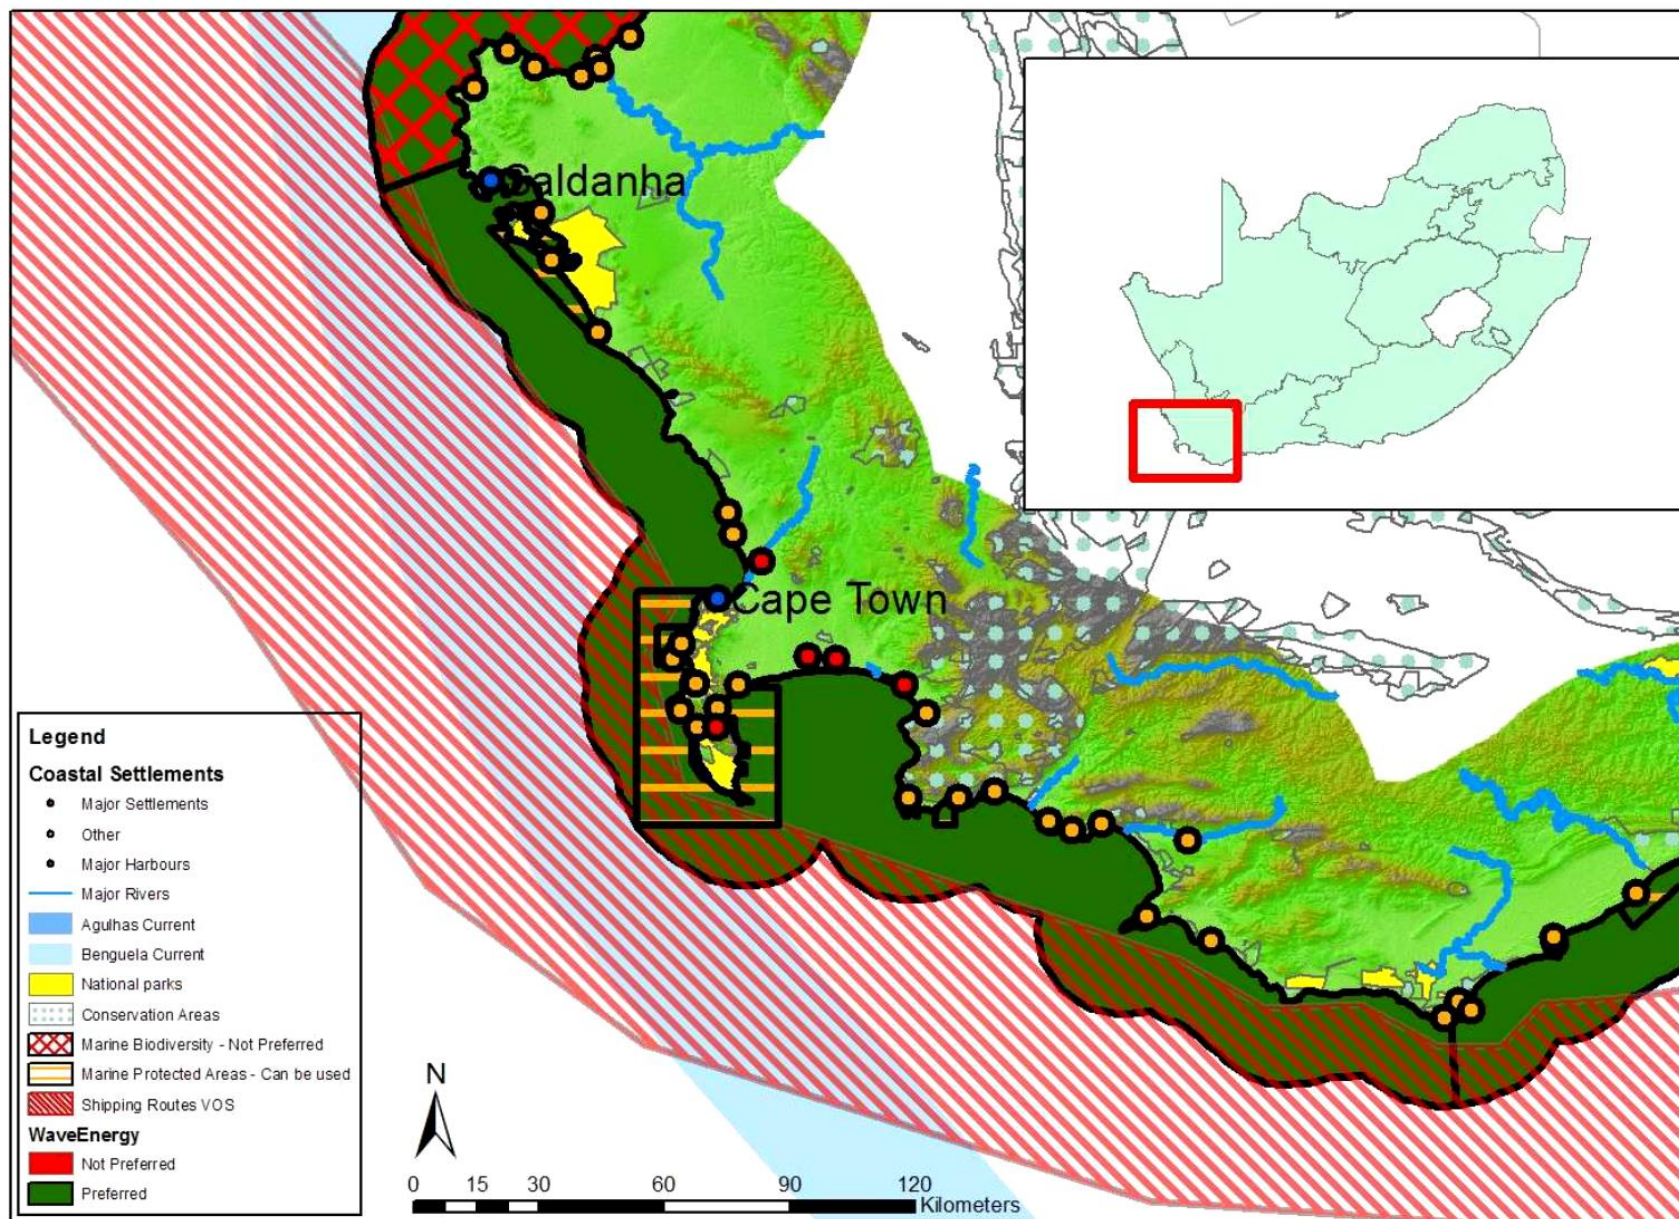 Saldanha
Cape Town
Legend
Coastal Settlements
Major Settlements
Other
Major Harbours
Major Rivers
Agulhas Current
Benguela Current
National parks
Conservation Areas
Marine Biodiversity - Not Preferred
Marine Protected Areas - Can be used
Shipping Routes VOS
WaveEnergy
Not Preferred
Preferred
N
0 15 30 60 90 120
Kilometers